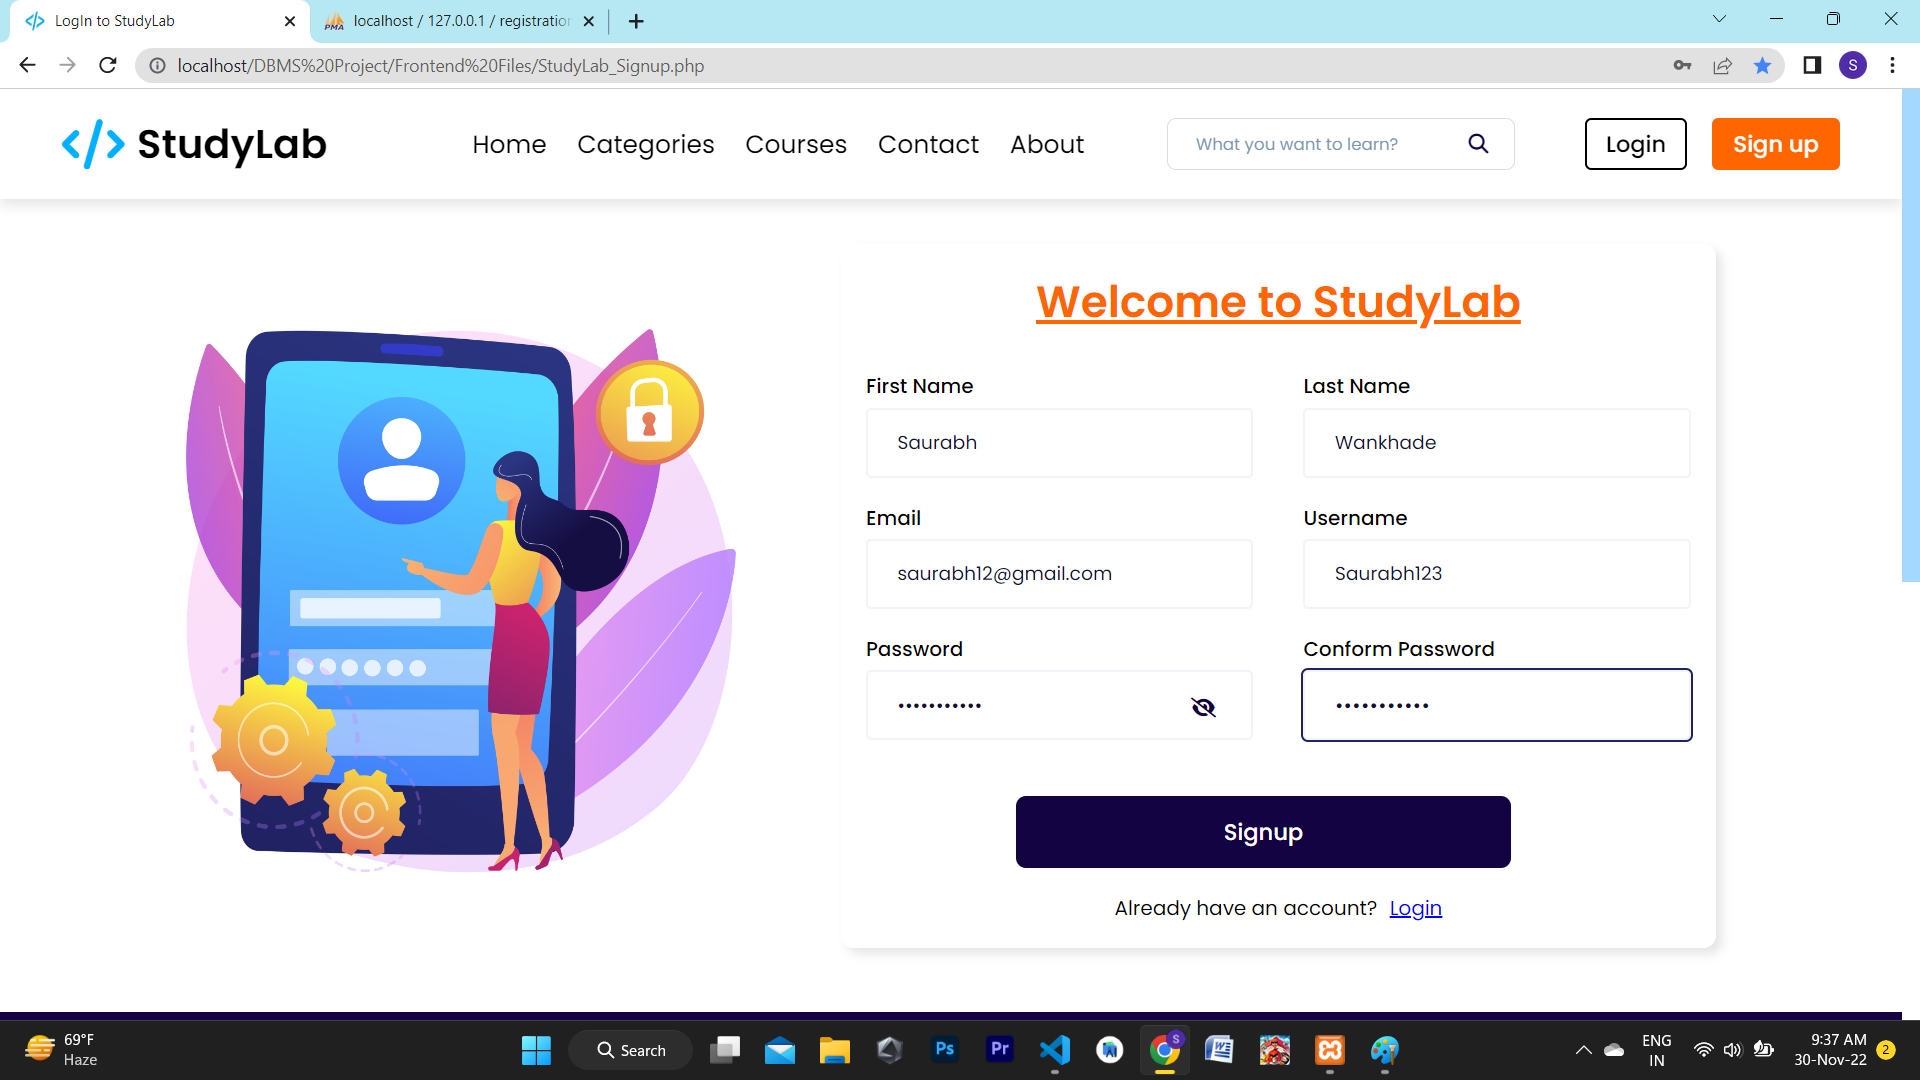 LogIn to StudyLab
PMA
localhost / 127.0.0.1 / registration
localhost/DBMS%20Project/Frontend%20Files/StudyLab_Signup.php
S
</> StudyLab
Home
Categories
Courses
Contact
About
What you want to learn?
Login
Sign up
Welcome to StudyLab
First Name
Last Name
Saurabh
Wankhade
Email
Username
saurabh12@gmail.com
Saurabh123
Password
Conform Password
•••••••••••
•••••••••••
Signup
Already have an account? Login
69°F
Haze
Search
Ps
Pr
S
ENG
IN
9:37 AM
30-Nov-22
2